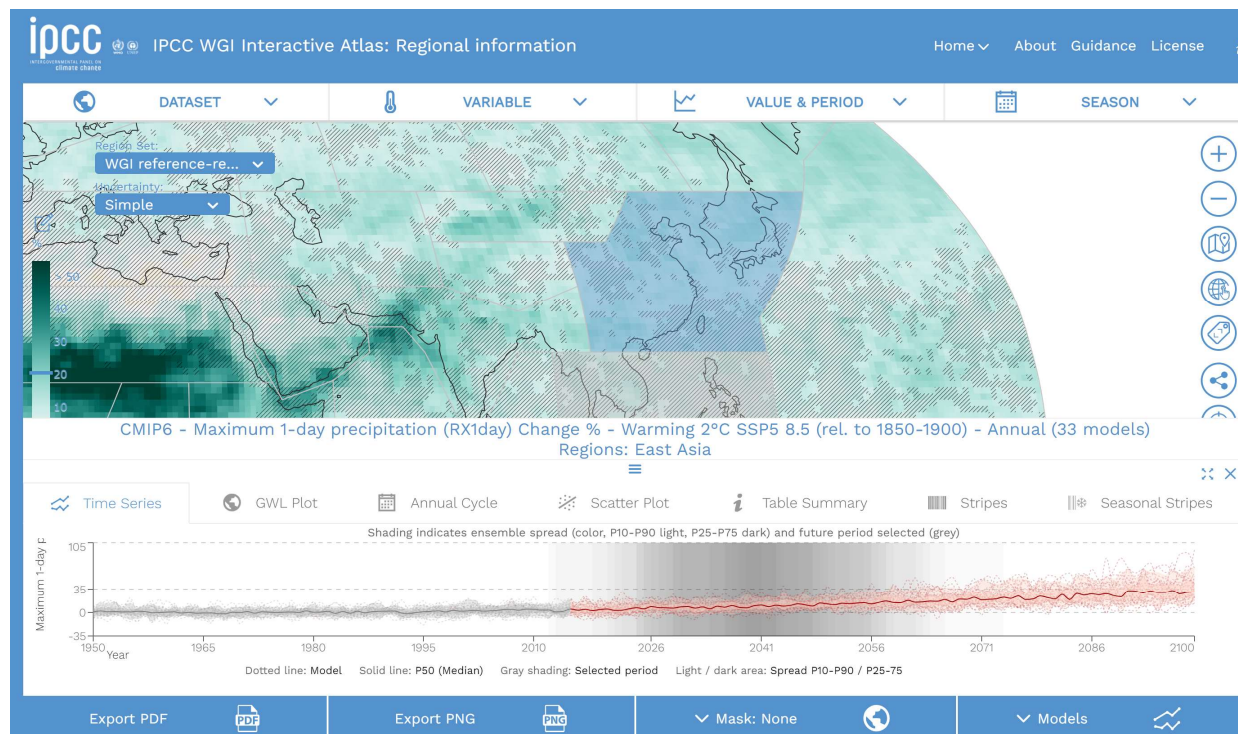 ipcc
INTERGOVERNMENTAL PANEL ON
climate change
IPCC WGI Interactive Atlas: Regional information
Home About Guidance License
DATASET VARIABLE VALUE & PERIOD SEASON
Region Set:
WGI reference-re...
Uncertainty:
Simple
%
> 50
40
30
20
10
CMIP6 - Maximum 1-day precipitation (RX1day) Change % - Warming 2°C SSP5 8.5 (rel. to 1850-1900) - Annual (33 models)
Regions: East Asia
Time Series GWL Plot Annual Cycle Scatter Plot Table Summary Stripes Seasonal Stripes
Shading indicates ensemble spread (color, P10-P90 light, P25-P75 dark) and future period selected (grey)
Maximum 1-day p
105
35
0
-35
1950 1965 1980 1995 2010 2026 2041 2056 2071 2086 2100
Year
Dotted line: Model Solid line: P50 (Median) Gray shading: Selected period Light / dark area: Spread P10-P90 / P25-75
Export PDF PDF Export PNG PNG Mask: None Models